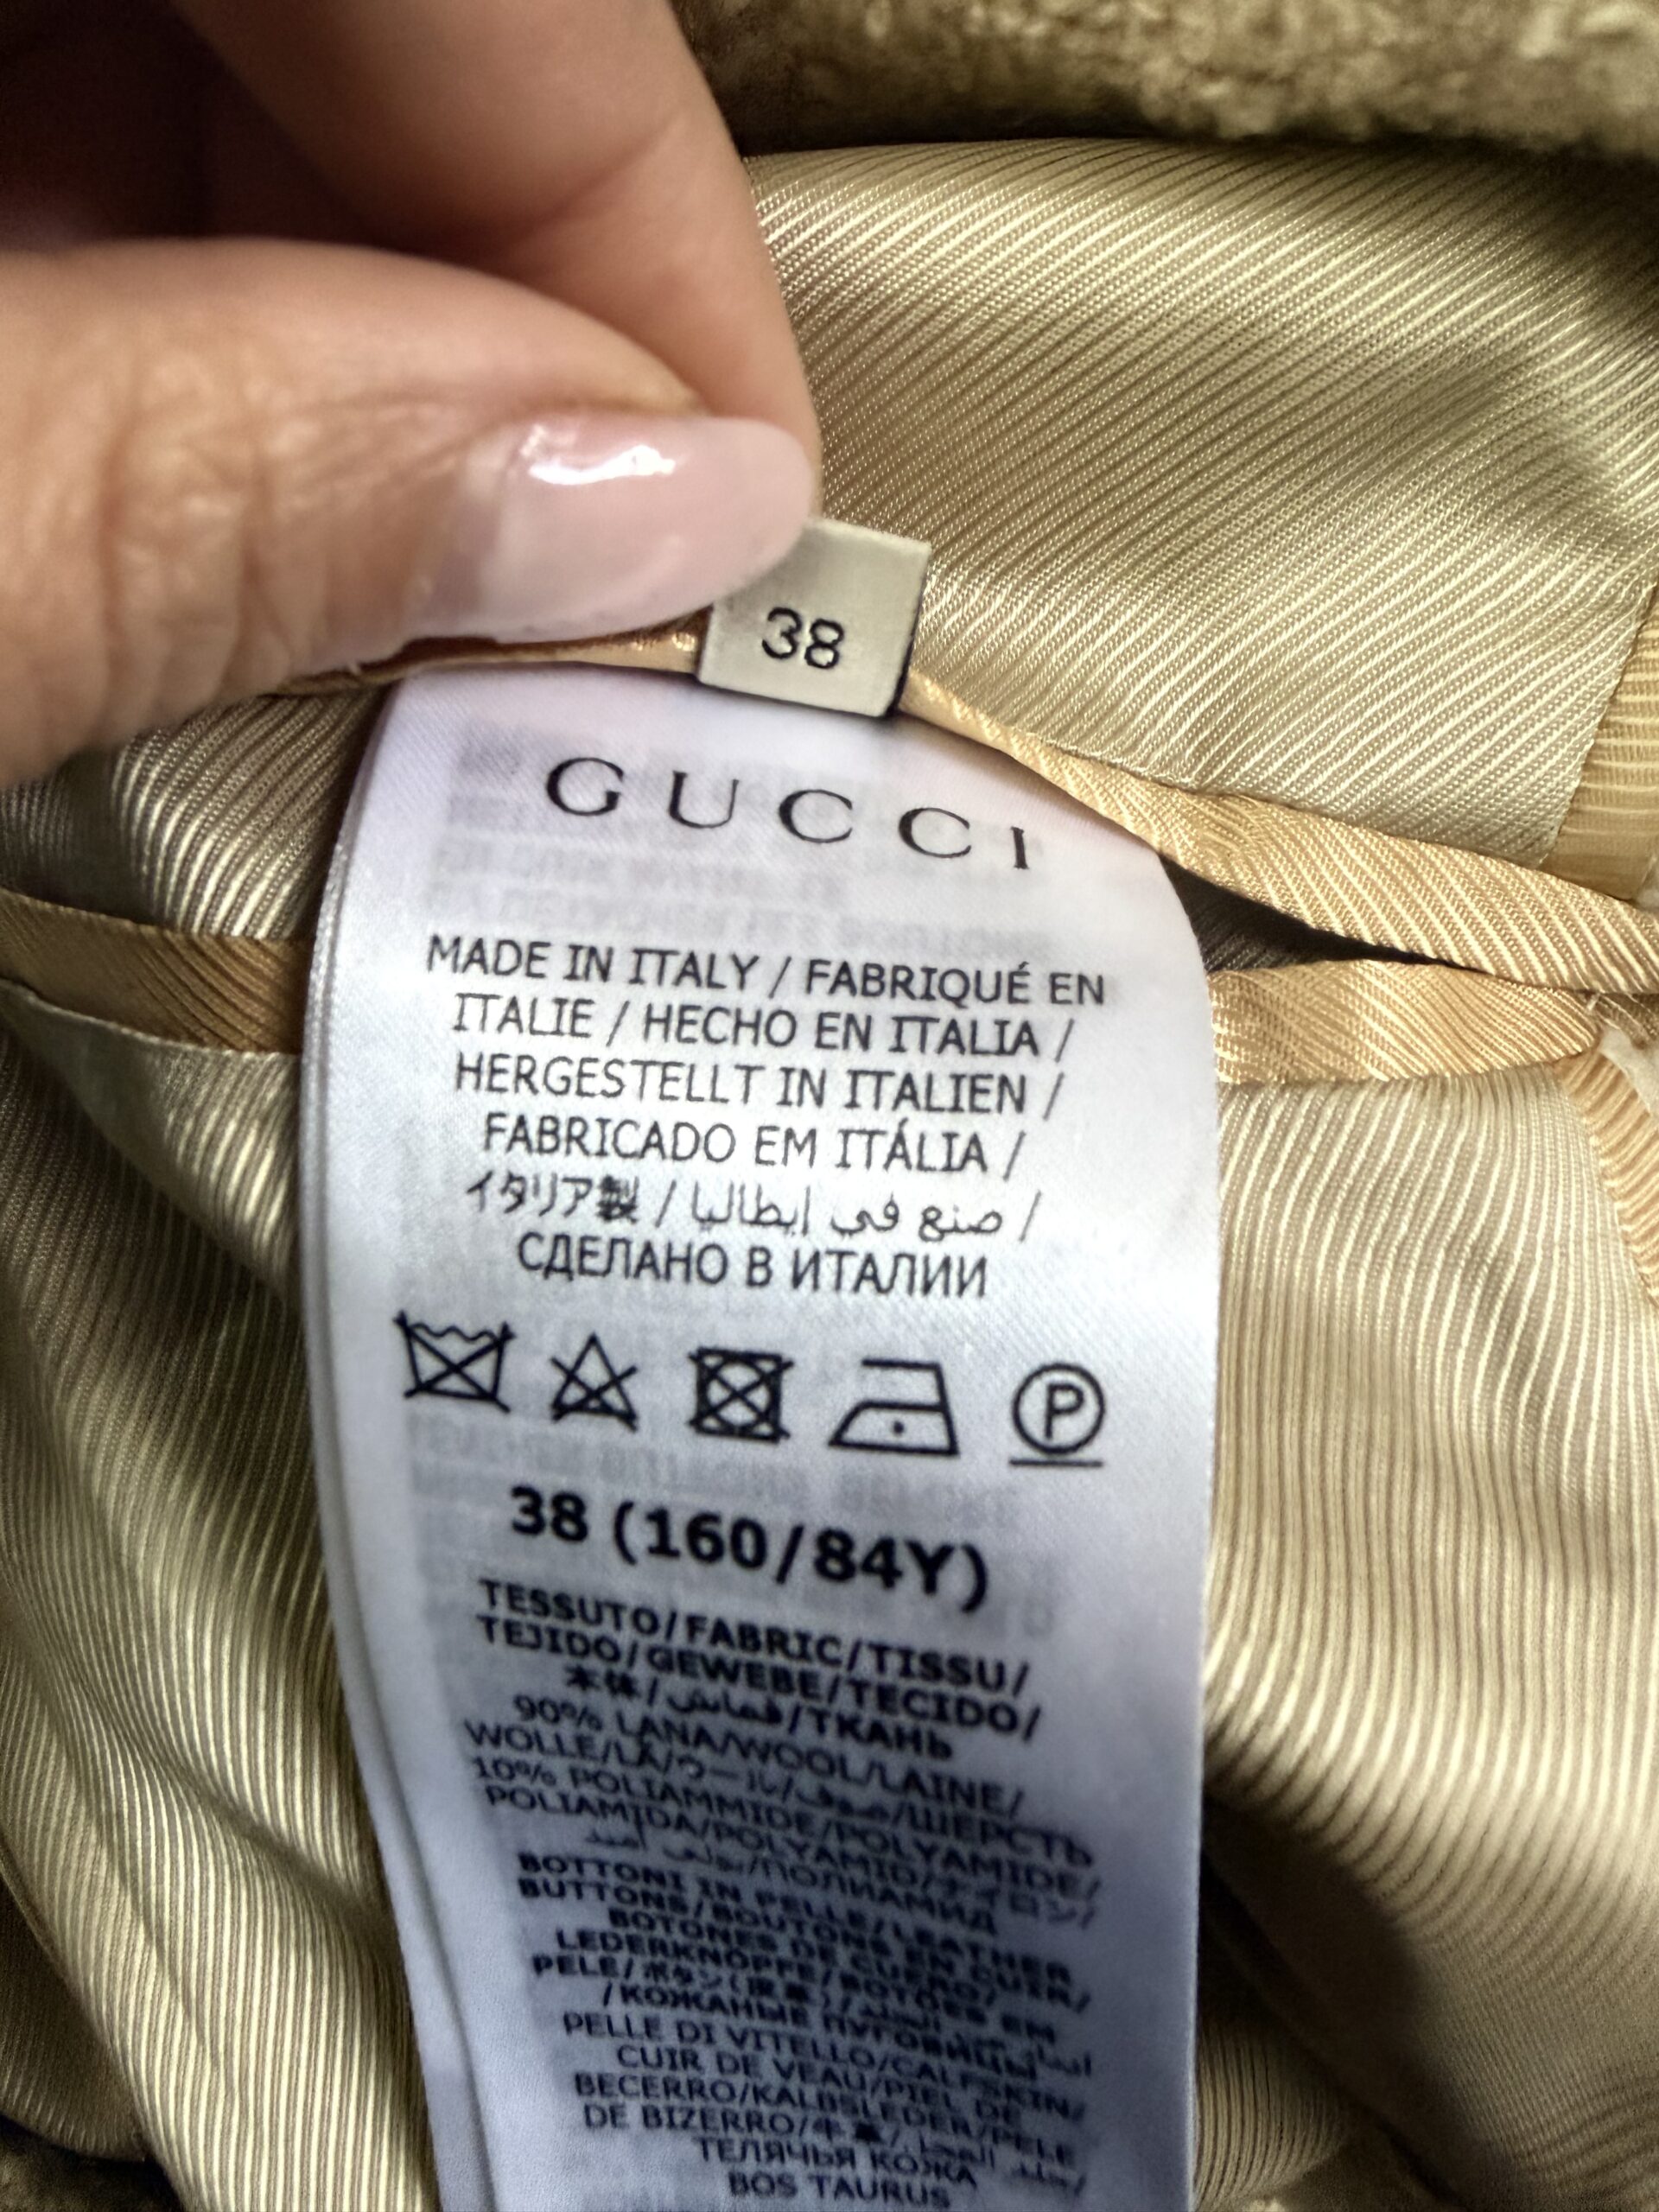 38
GUCCI
MADE IN ITALY / FABRIQUÉ EN
ITALIE / HECHO EN ITALIA /
HERGESTELLT IN ITALIEN /
FABRICADO EM ITÁLIA /
イタリア製 / صنع في إيطاليا /
СДЕЛАНО В ИТАЛИИ
P
38 (160/84Y)
TESSUTO/FABRIC/TISSU/
TEJIDO/GEWEBE/TECIDO/
本体/قماش/ТКАНЬ
90% LANA/WOOL/LAINE/
WOLLE/LÃ/ウール/صوف/ШЕРСТЬ
10% POLIAMMIDE/POLYAMIDE/
POLIAMIDA/POLYAMID/ナイロン/
بولي أميد/ПОЛИАМИД
BOTTONI IN PELLE/LEATHER
BUTTONS/BOUTONS EN CUIR/
BOTONES DE CUERO/
LEDERKNÖPFE/BOTÕES EM
PELE/ボタン(皮革)/
/КОЖАНЫЕ ПУГОВИЦЫ
PELLE DI VITELLO/CALFSKIN/
CUIR DE VEAU/PIEL DE
BECERRO/KALBSLEDER/PELE
DE BIZERRO/牛革/جلد العجل/
ТЕЛЯЧЬЯ КОЖА
BOS TAURUS